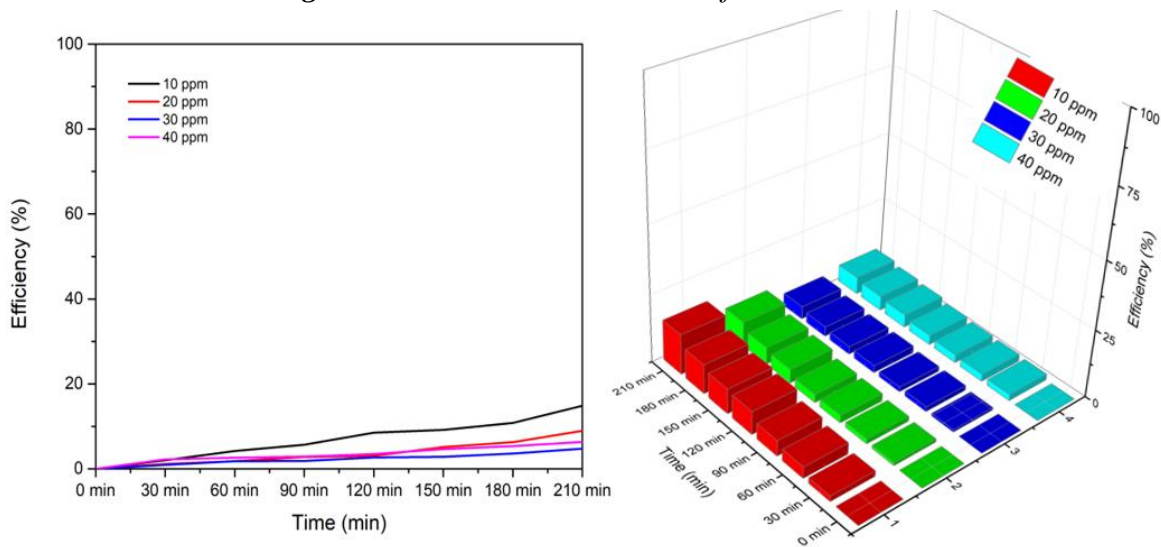 100
80
60
40
20
0
Efficiency (%)
10 ppm
20 ppm
30 ppm
40 ppm
0 min 30 min 60 min 90 min 120 min 150 min 180 min 210 min
Time (min)
10 ppm
20 ppm
30 ppm
40 ppm
100
75
50
25
0
Efficiency (%)
210 min
180 min
150 min
120 min
90 min
60 min
30 min
0 min
Time (min)
1
2
3
4